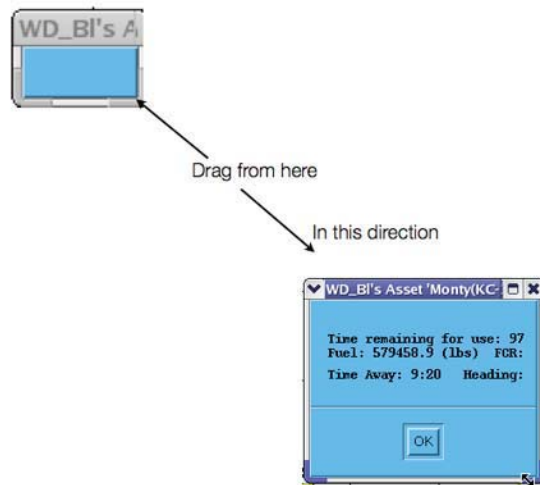 WD_Bl's A
Drag from here
In this direction
WD_Bl's Asset 'Monty(KC-
Time remaining for use: 97
Fuel: 579458.9 (lbs) FCR:
Time Away: 9:20 Heading:
OK